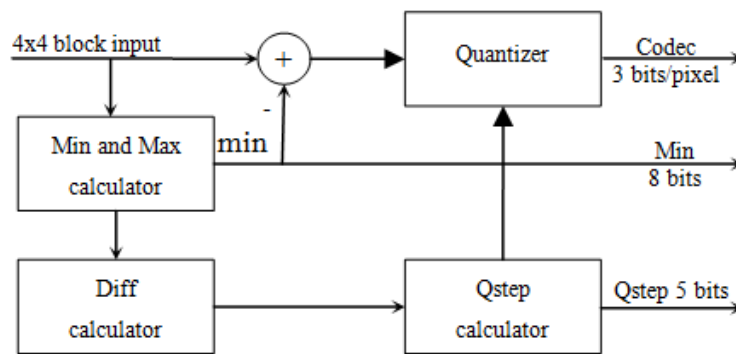 4x4 block input
+
-
Quantizer
Codec
3 bits/pixel
Min and Max
calculator
min
Min
8 bits
Diff
calculator
Qstep
calculator
Qstep 5 bits